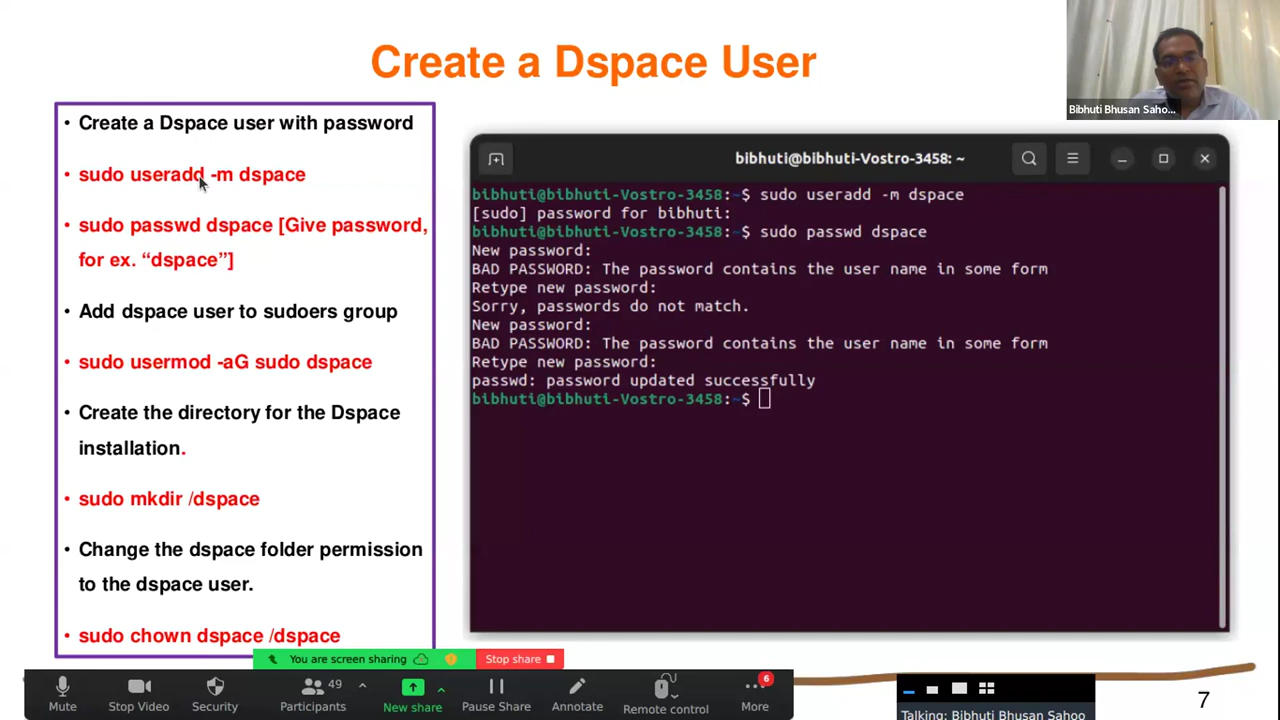 Create a Dspace User
Bibhuti Bhusan Saho...
• Create a Dspace user with password
• sudo useradd -m dspace
• sudo passwd dspace [Give password,
for ex. “dspace”]
• Add dspace user to sudoers group
• sudo usermod -aG sudo dspace
• Create the directory for the Dspace
installation.
• sudo mkdir /dspace
• Change the dspace folder permission
to the dspace user.
• sudo chown dspace /dspace
bibhuti@bibhuti-Vostro-3458: ~
bibhuti@bibhuti-Vostro-3458:~$ sudo useradd -m dspace
[sudo] password for bibhuti:
bibhuti@bibhuti-Vostro-3458:~$ sudo passwd dspace
New password:
BAD PASSWORD: The password contains the user name in some form
Retype new password:
Sorry, passwords do not match.
New password:
BAD PASSWORD: The password contains the user name in some form
Retype new password:
passwd: password updated successfully
bibhuti@bibhuti-Vostro-3458:~$
You are screen sharing
Stop share
Mute
Stop Video
Security
49
Participants
New share
Pause Share
Annotate
Remote control
6
More
Talking: Bibhuti Bhusan Sahoo
7